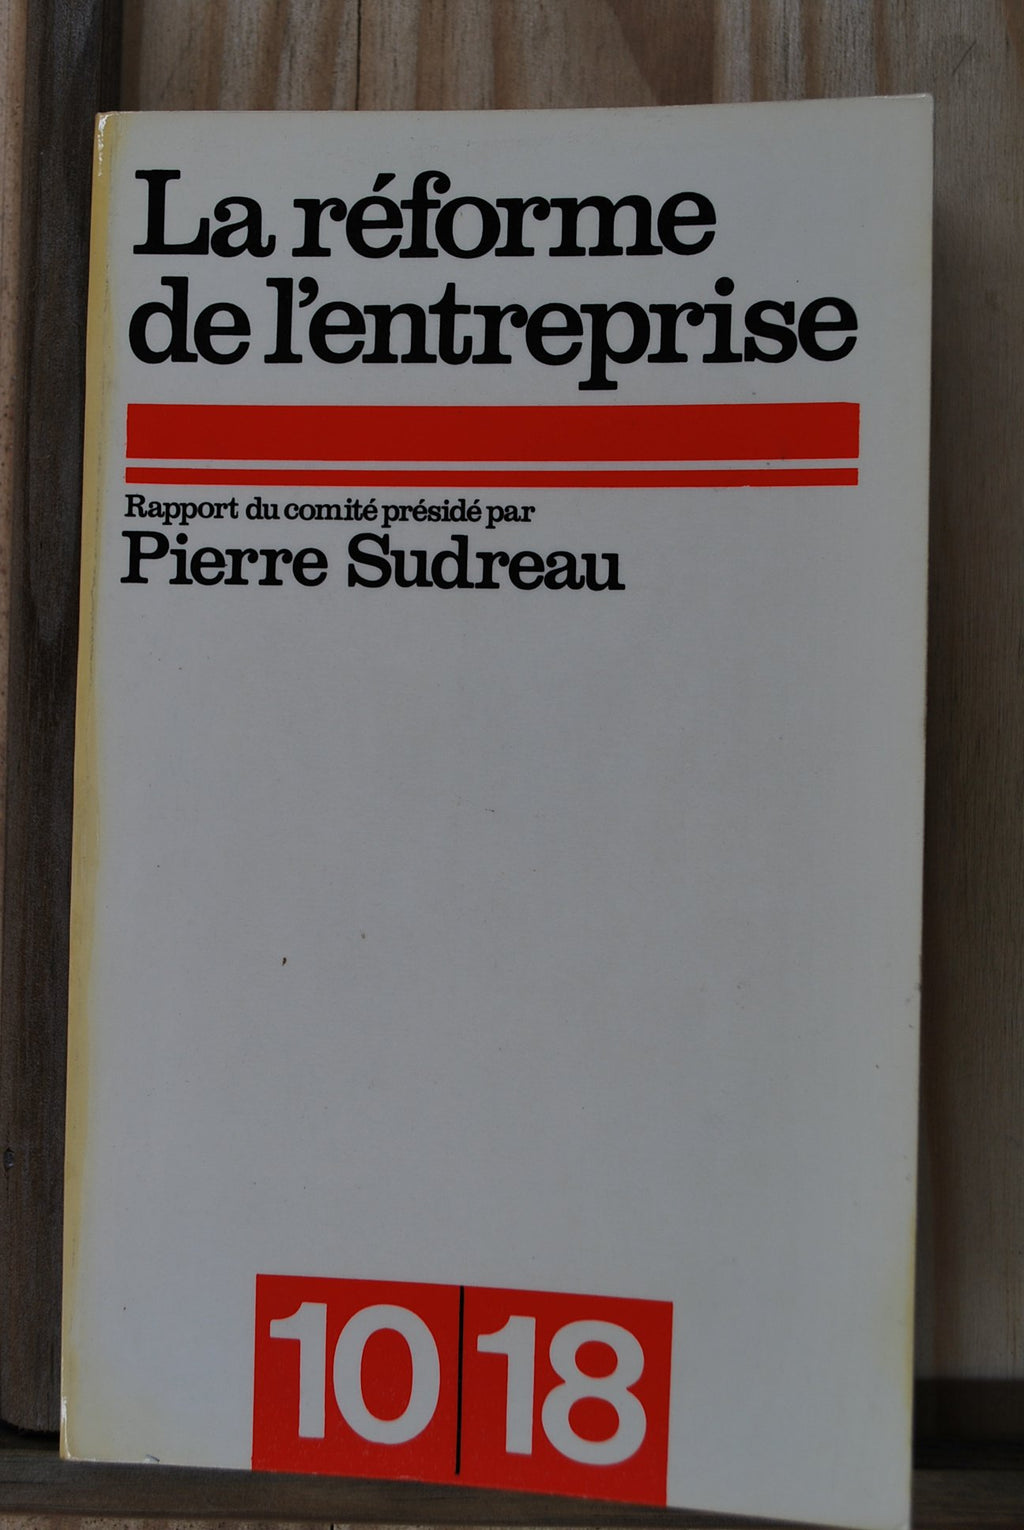 La réforme
de l'entreprise
Rapport du comité présidé par
Pierre Sudreau
10|18